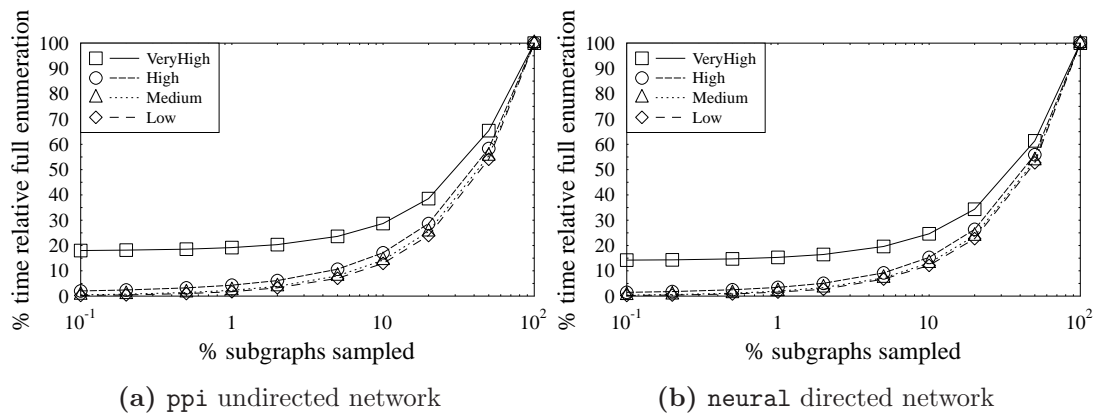 % time relative full enumeration
100
90
80
70
60
50
40
30
20
10
0
VeryHigh
High
Medium
Low
10^-1
1
10
10^2
% subgraphs sampled
(a) ppi undirected network
% time relative full enumeration
100
90
80
70
60
50
40
30
20
10
0
VeryHigh
High
Medium
Low
10^-1
1
10
10^2
% subgraphs sampled
(b) neural directed network